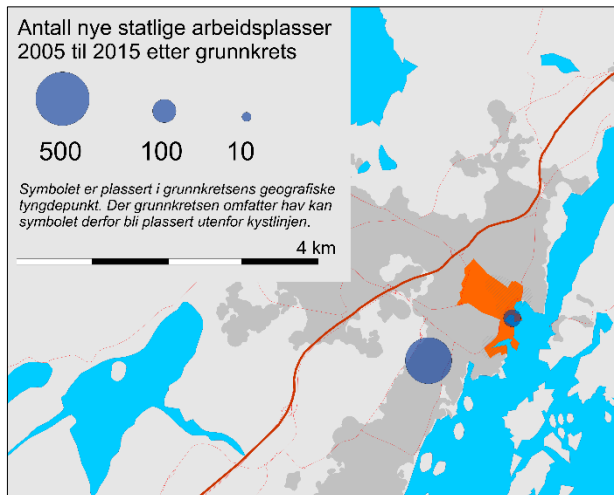 Antall nye statlige arbeidsplasser
2005 til 2015 etter grunnkrets
500 100 10
Symbolet er plassert i grunnkretsens geografiske
tyngdepunkt. Der grunnkretsen omfatter hav kan
symbolet derfor bli plassert utenfor kystlinjen.
4 km